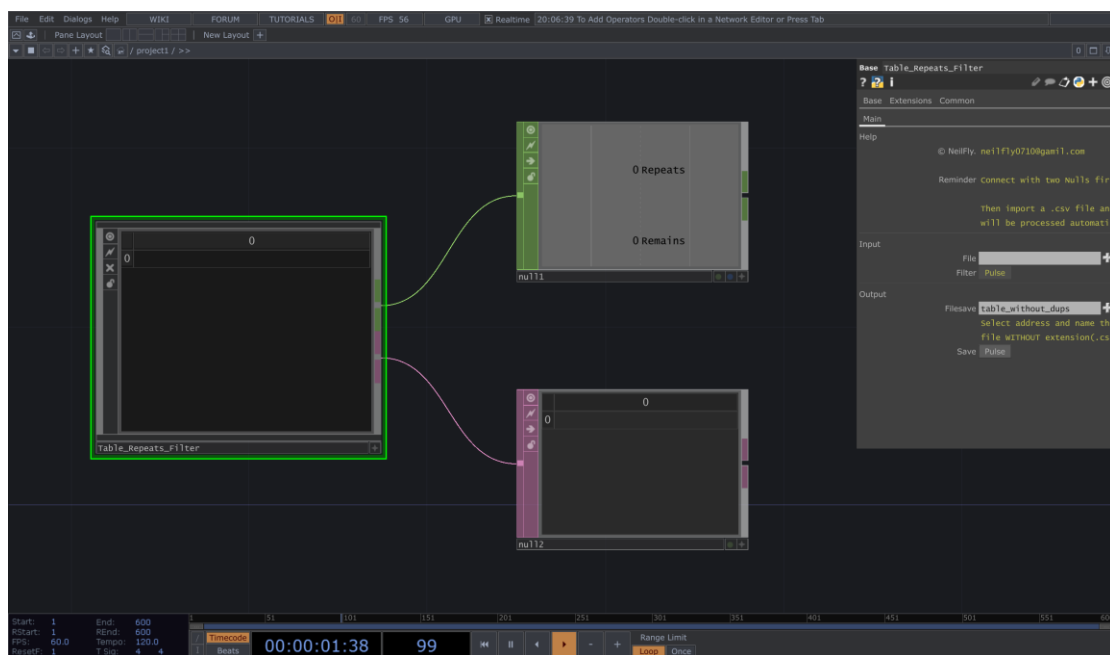 File Edit Dialogs Help WIKI FORUM TUTORIALS OII 60 FPS 56 GPU Realtime 20:06:39 To Add Operators Double-click in a Network Editor or Press Tab
Pane Layout New Layout +
/ project1 / >> 0
Base Table_Repeats_Filter
Base Extensions Common
Main
Help
© NeilFly. neilfly0710@gamil.com
Reminder Connect with two Nulls fir
Then import a .csv file an
will be processed automati
Input
File
Filter Pulse
Output
Filesave table_without_dups
Select address and name th
file WITHOUT extension(.cs
Save Pulse
0 Repeats
0 Remains
null1
0
0
Table_Repeats_Filter
0
0
null2
Start: 1 End: 600
RStart: 1 REnd: 600
FPS: 60.0 Tempo: 120.0
ResetF: 1 T Sig: 4 4
1 51 101 151 201 251 301 351 401 451 501 551 600
Timecode
Beats
00:00:01:38 99
Range Limit
Loop Once